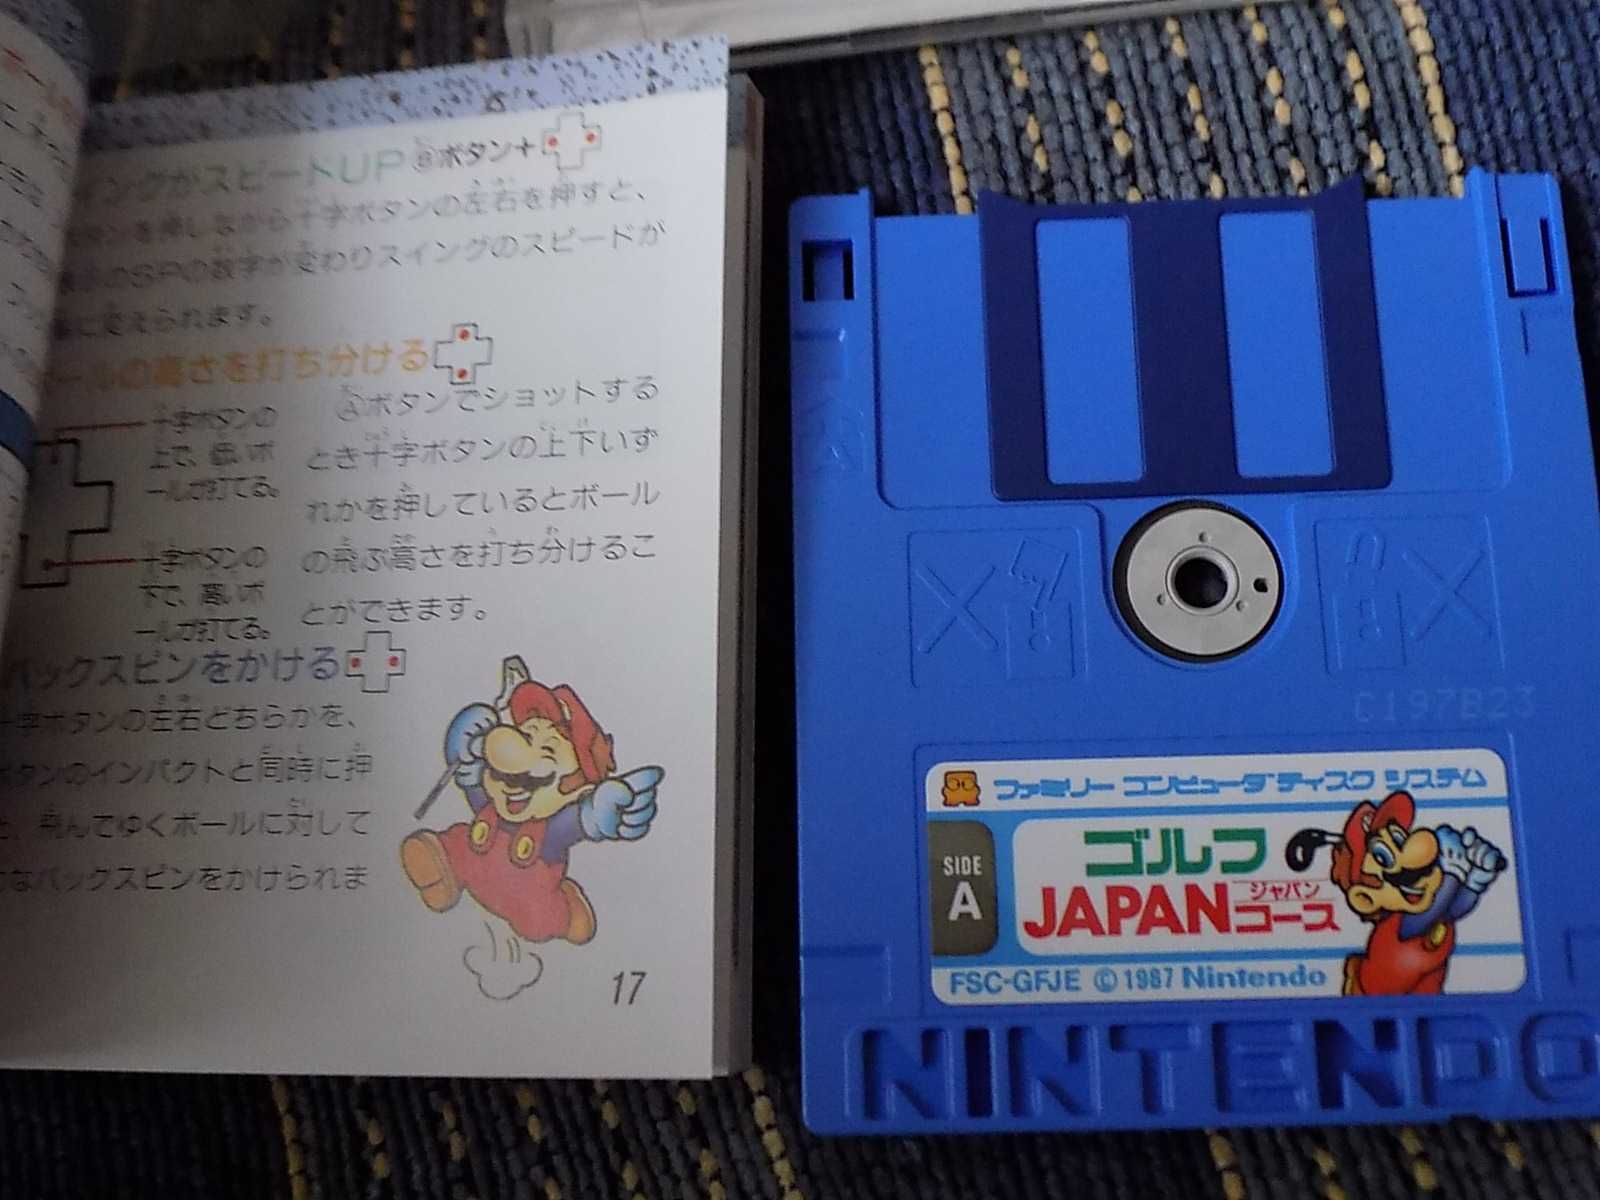 イングがスピードUP Ⓑボタン+
ボタンを押しながら十字ボタンの左右を押すと、
のSPの数字が変わりスイングのスピードが
に変えられます。
ールの高さを打ち分ける
十字ボタンの
上で、低いボ
ールが打てる。
十字ボタンの
下で、高いボ
ールが打てる。
Ⓐボタンでショットする
とき十字ボタンの上下いず
れかを押しているとボール
の飛ぶ高さを打ち分けるこ
とができます。
バックスピンをかける
十字ボタンの左右どちらかを、
ボタンのインパクトと同時に押
飛んでゆくボールに対して
なバックスピンをかけられま
17
C197B23
ファミリー コンピュータ ディスク システム
SIDE
A
ゴルフ
JAPAN
ジャパン
コース
FSC-GFJE © 1987 Nintendo
NINTENDO